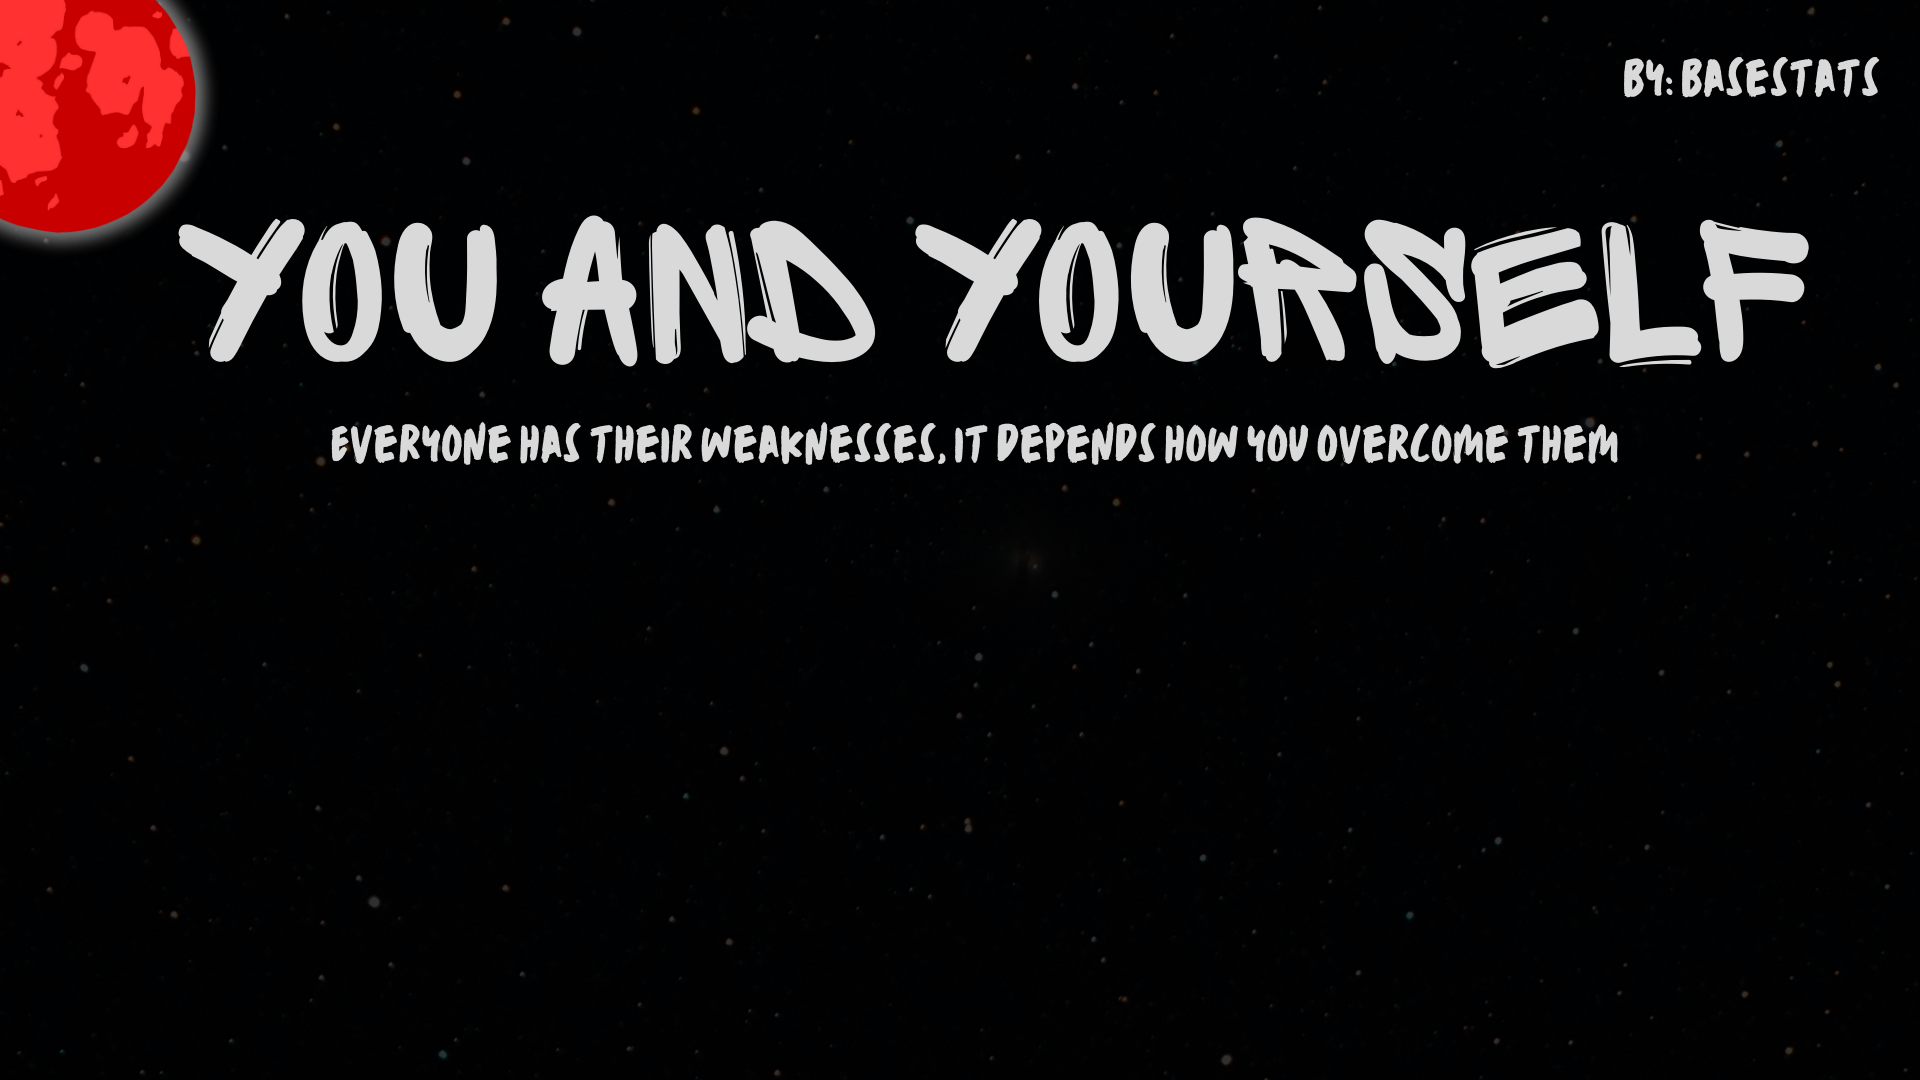 BY: BASESTATS
YOU AND YOURSELF
EVERYONE HAS THEIR WEAKNESSES, IT DEPENDS HOW YOU OVERCOME THEM